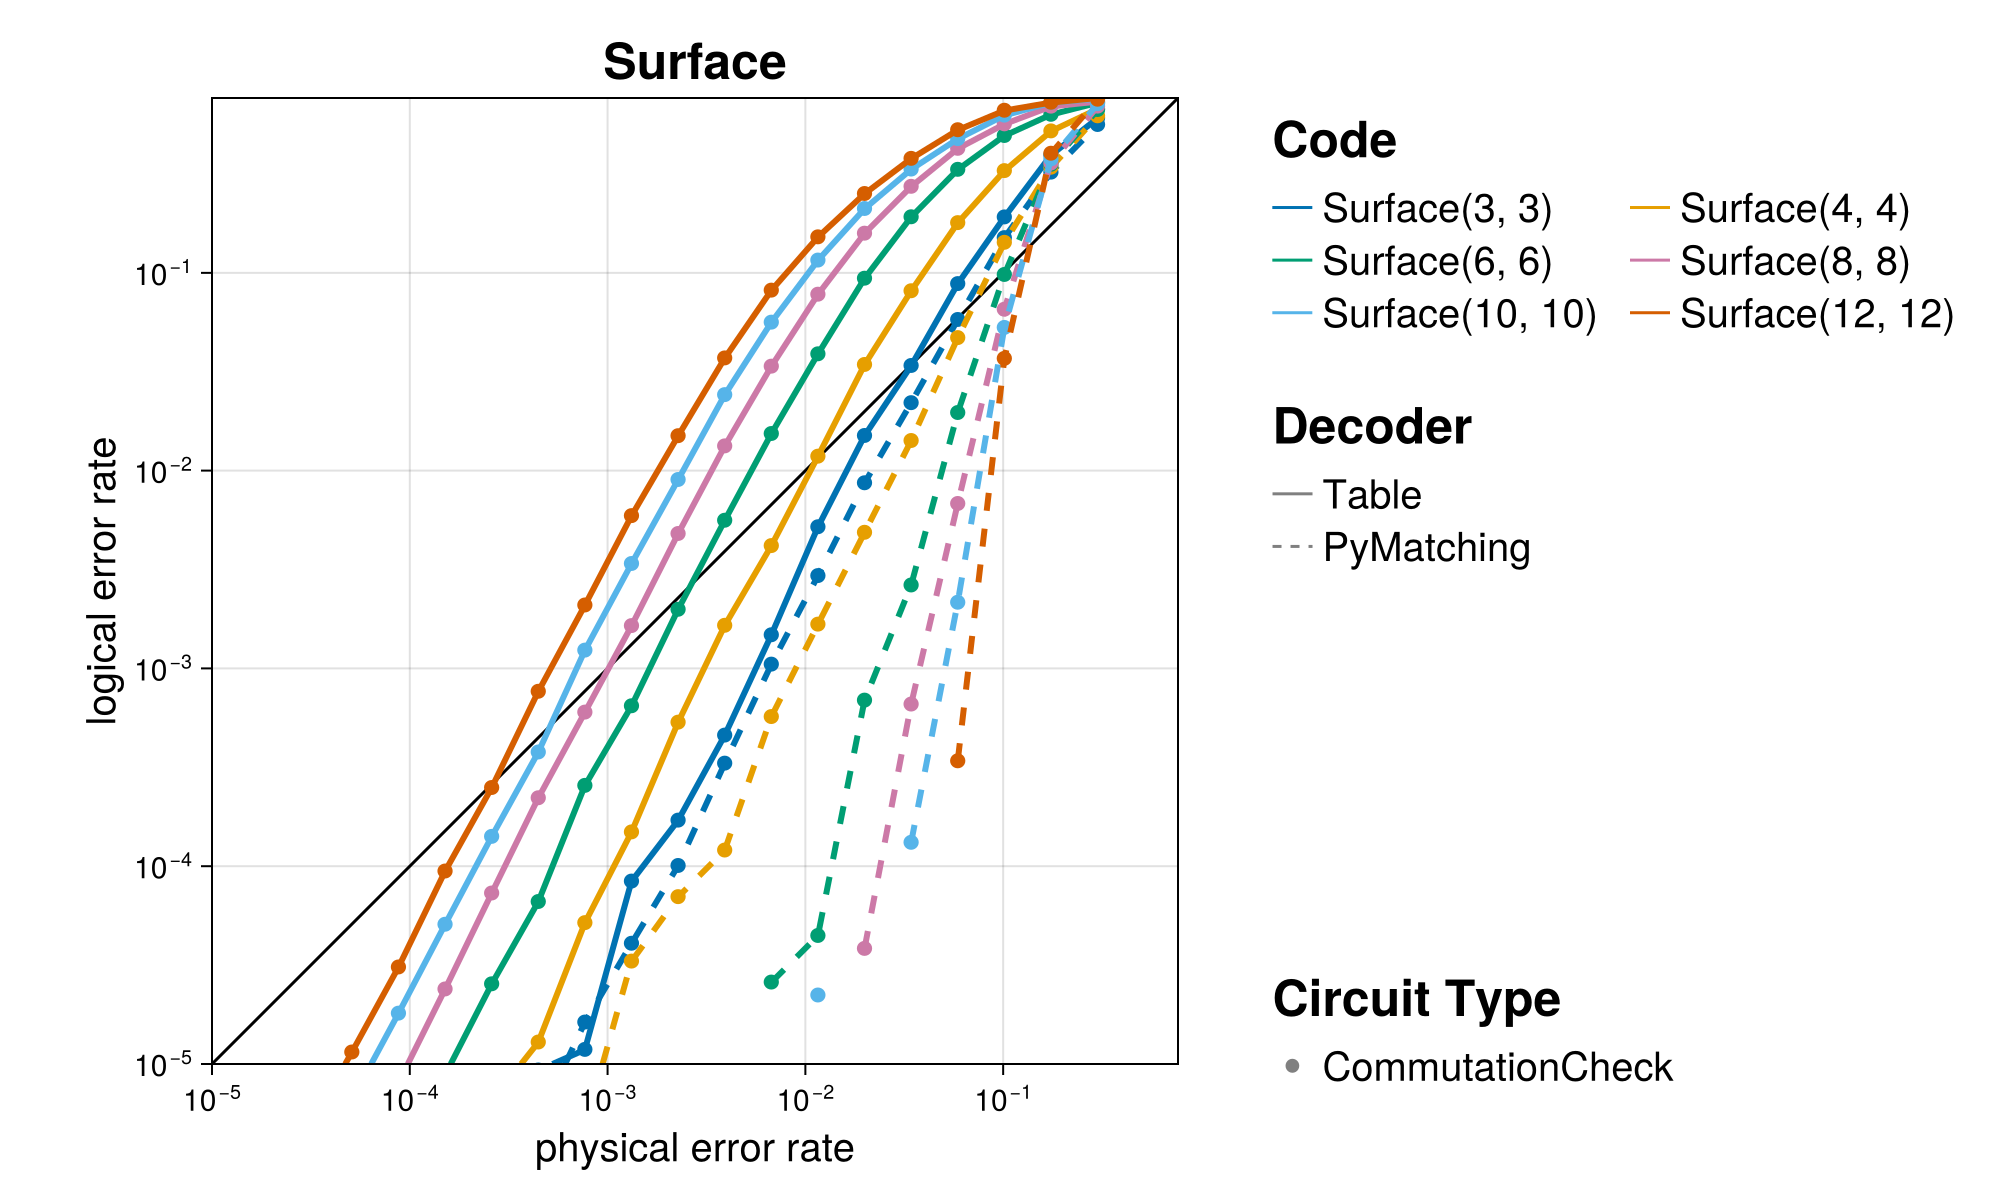 Surface
logical error rate
10⁻¹
10⁻²
10⁻³
10⁻⁴
10⁻⁵
10⁻⁵ 10⁻⁴ 10⁻³ 10⁻² 10⁻¹
physical error rate
Code
Surface(3, 3) Surface(4, 4)
Surface(6, 6) Surface(8, 8)
Surface(10, 10) Surface(12, 12)
Decoder
Table
PyMatching
Circuit Type
CommutationCheck